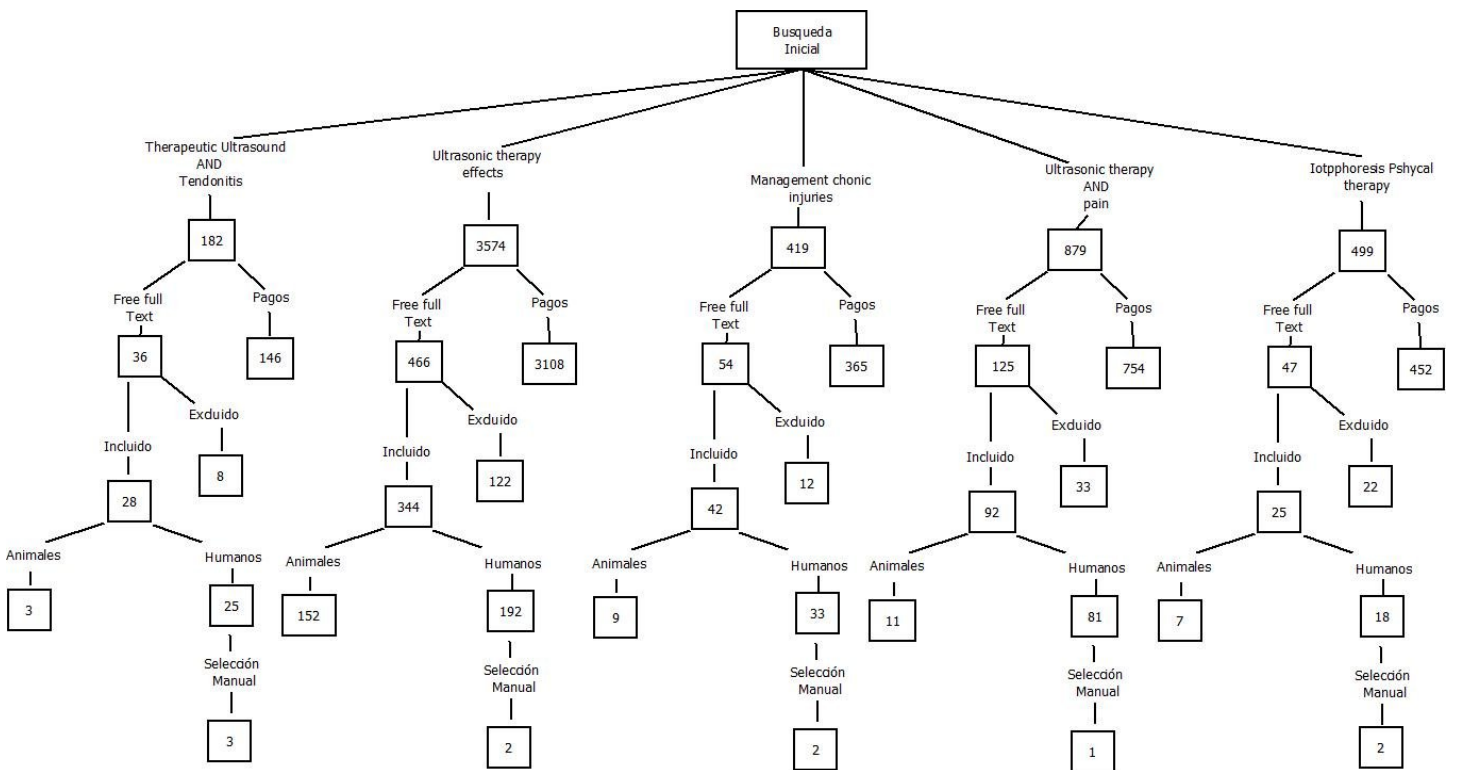 Busqueda
Inicial
Therapeutic Ultrasound
AND
Tendonitis
Ultrasonic therapy
effects
Management chonic
injuries
Ultrasonic therapy
AND
pain
Iotpphoresis Pshycal
therapy
182
3574
419
879
499
Free full
Text
Pagos
Free full
Text
Pagos
Free full
Text
Pagos
Free full
Text
Pagos
Free full
Text
Pagos
36
146
466
3108
54
365
125
754
47
452
Incluido
Excluido
Incluido
Excluido
Incluido
Excluido
Incluido
Excluido
Incluido
Excluido
28
8
344
122
42
12
92
33
25
22
Animales
Humanos
Animales
Humanos
Animales
Humanos
Animales
Humanos
Animales
Humanos
3
25
152
192
9
33
11
81
7
18
Selección
Manual
Selección
Manual
Selección
Manual
Selección
Manual
Selección
Manual
3
2
2
1
2